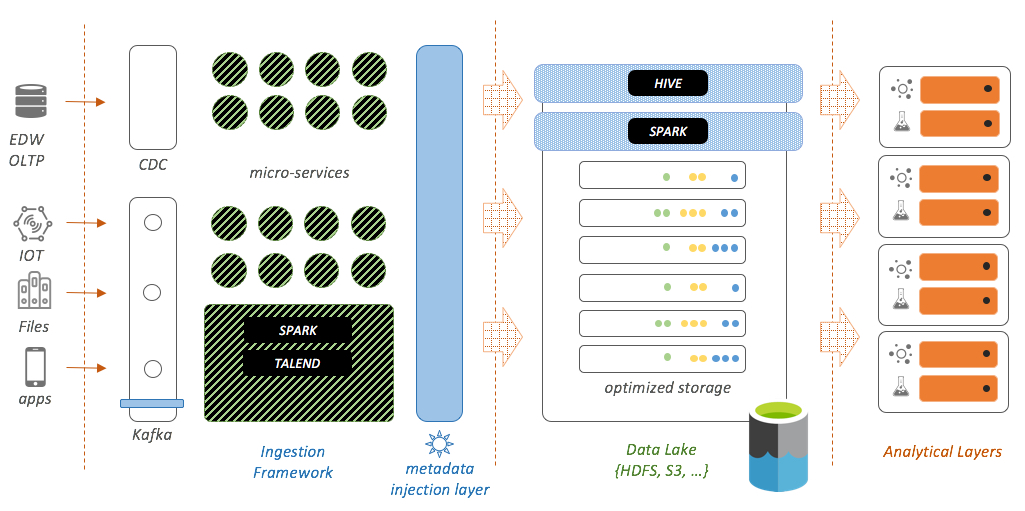 EDW
OLTP
IOT
Files
apps
CDC
Kafka
micro-services
SPARK
TALEND
Ingestion
Framework
metadata
injection layer
HIVE
SPARK
optimized storage
Data Lake
{HDFS, S3, ...}
Analytical Layers